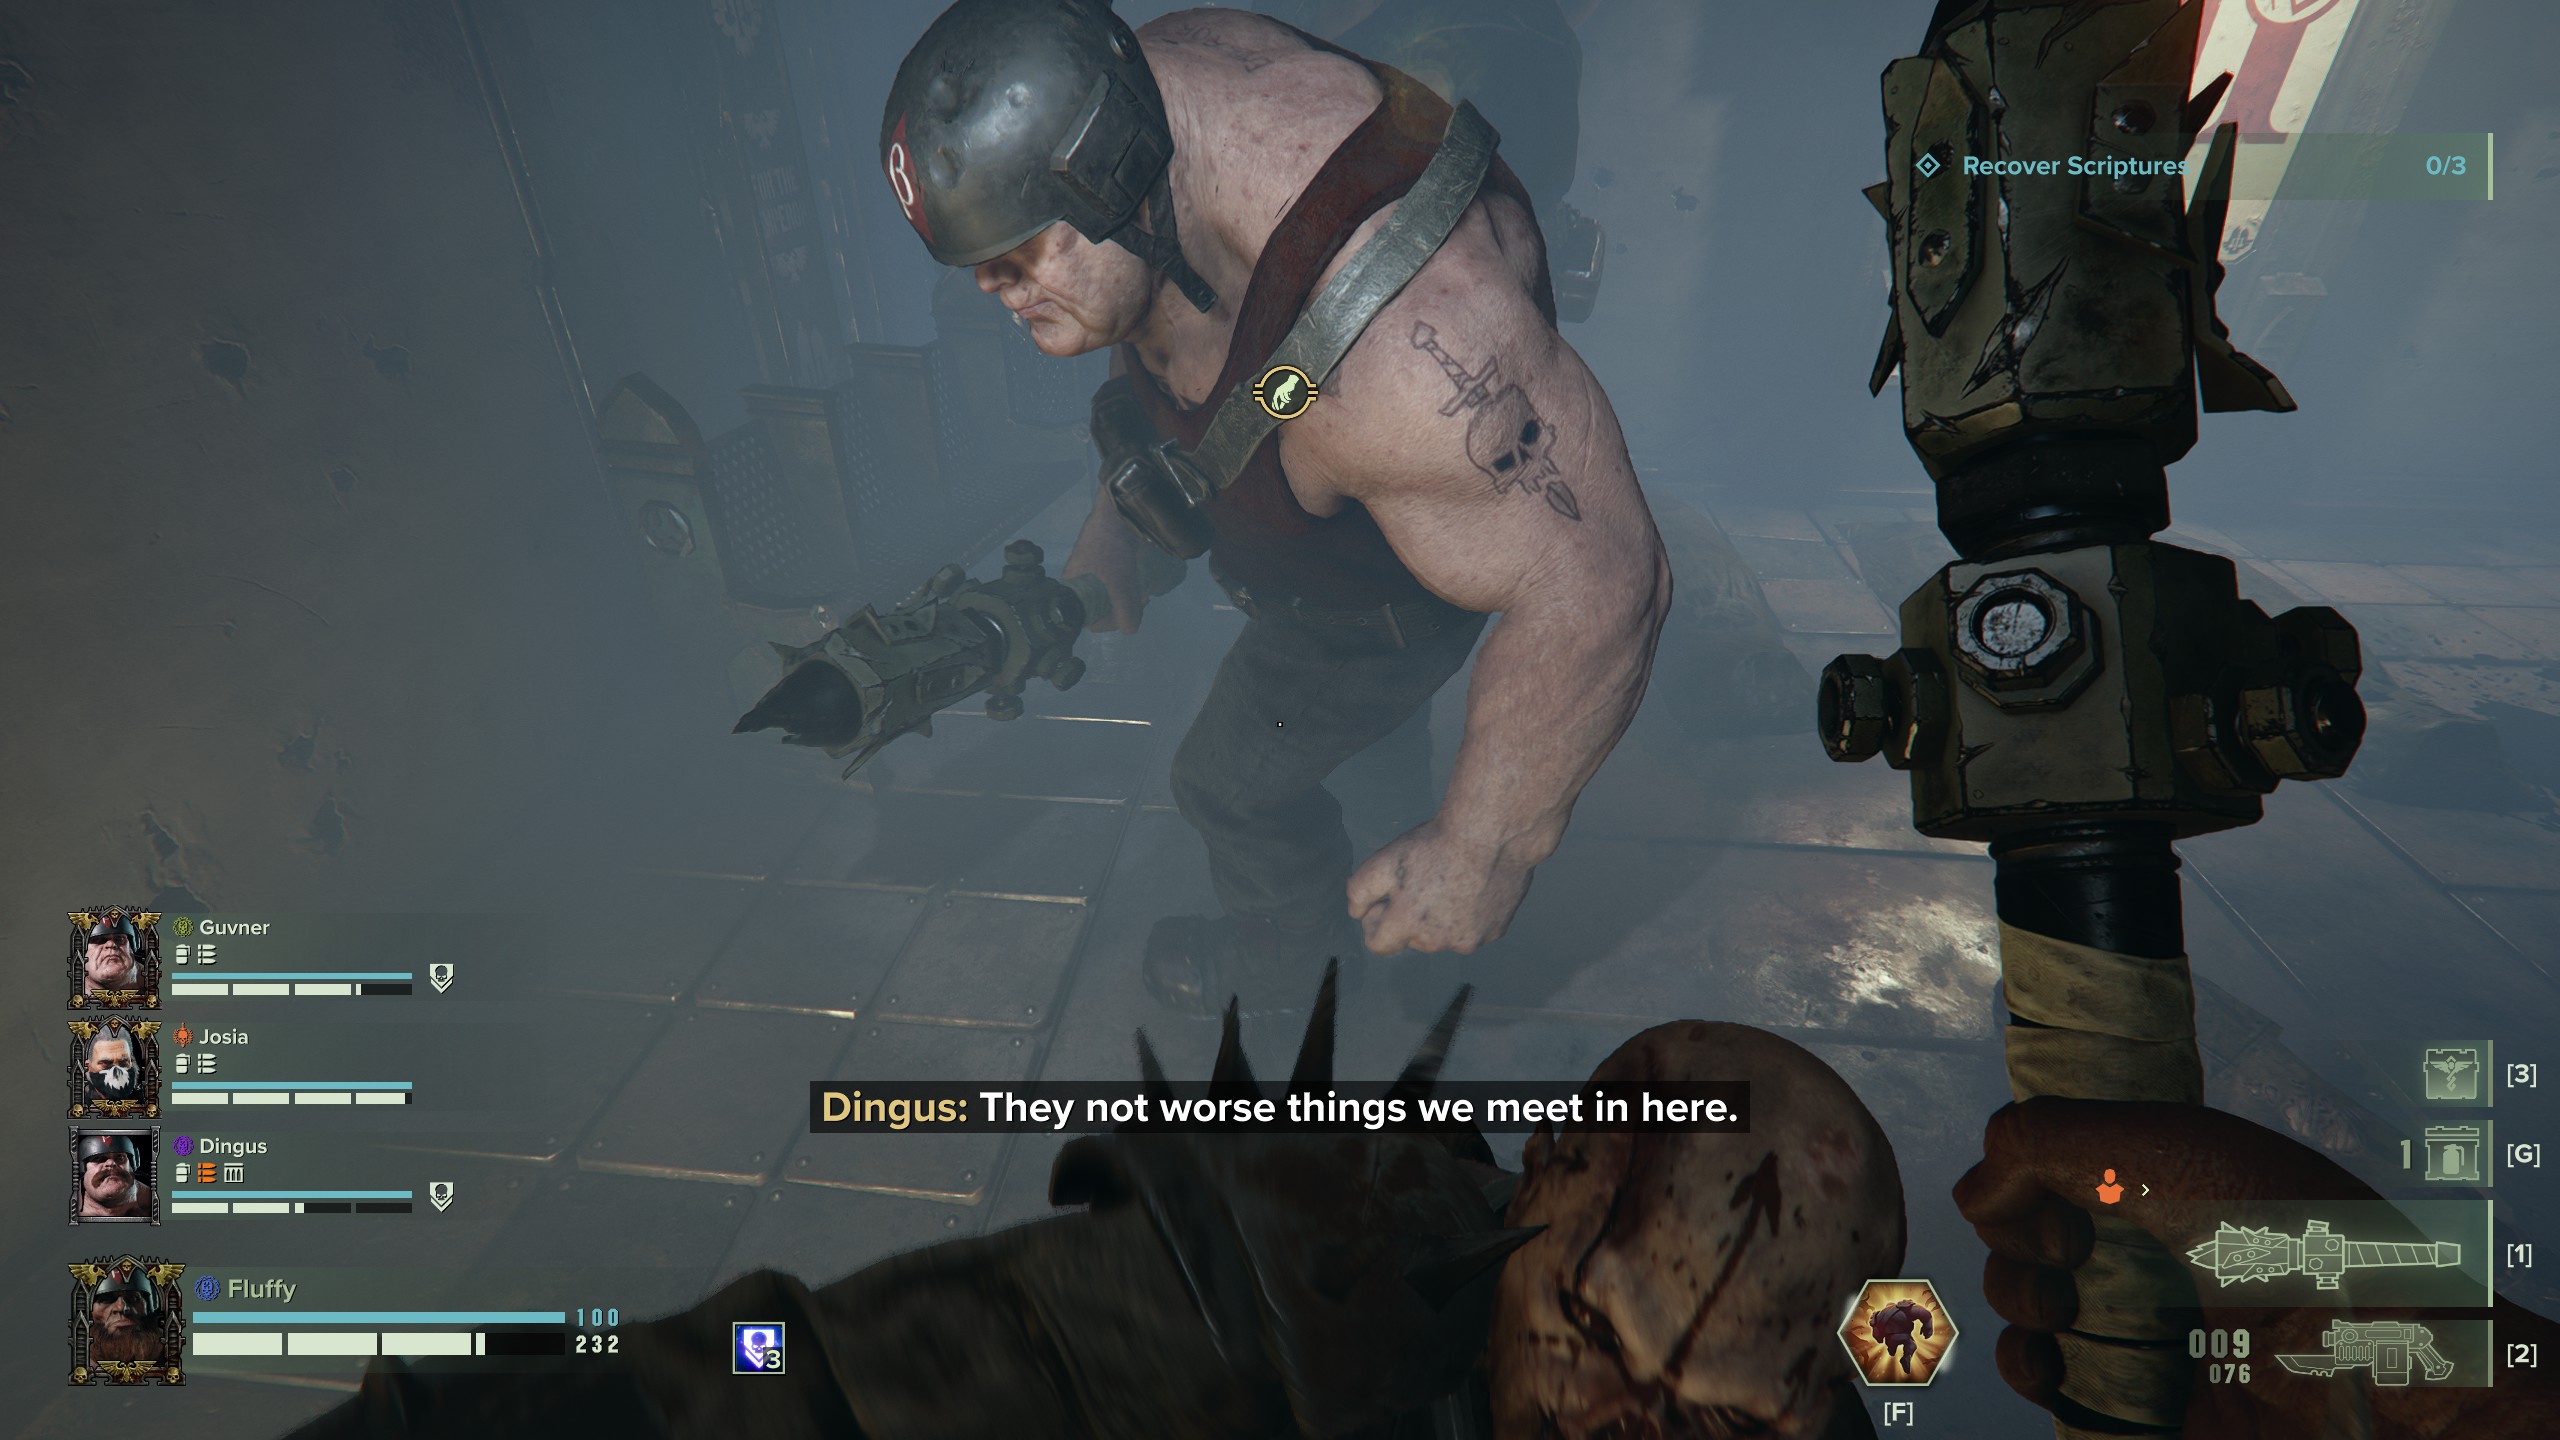 Recover Scriptures 0/3
β
Guvner
Josia
Dingus
Dingus: They not worse things we meet in here.
Fluffy
100
232
3
[F]
[3]
1 [G]
[1]
009
076
[2]